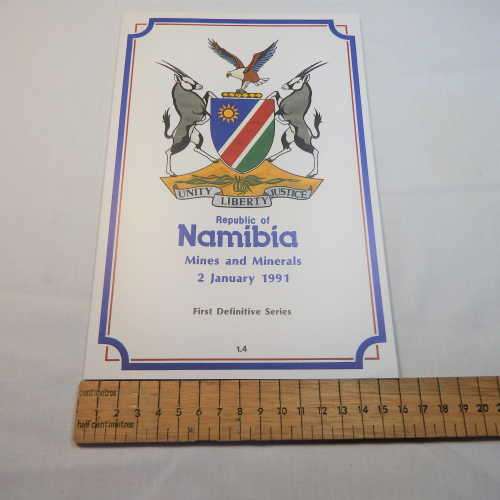 UNITY LIBERTY JUSTICE
Republic of
Namibia
Mines and Minerals
2 January 1991
First Definitive Series
1.4
centimetres
1 2 3 4 5 6 7 8 9 10 11 12 13 14 15 16 17 18 19 20
half centimetres